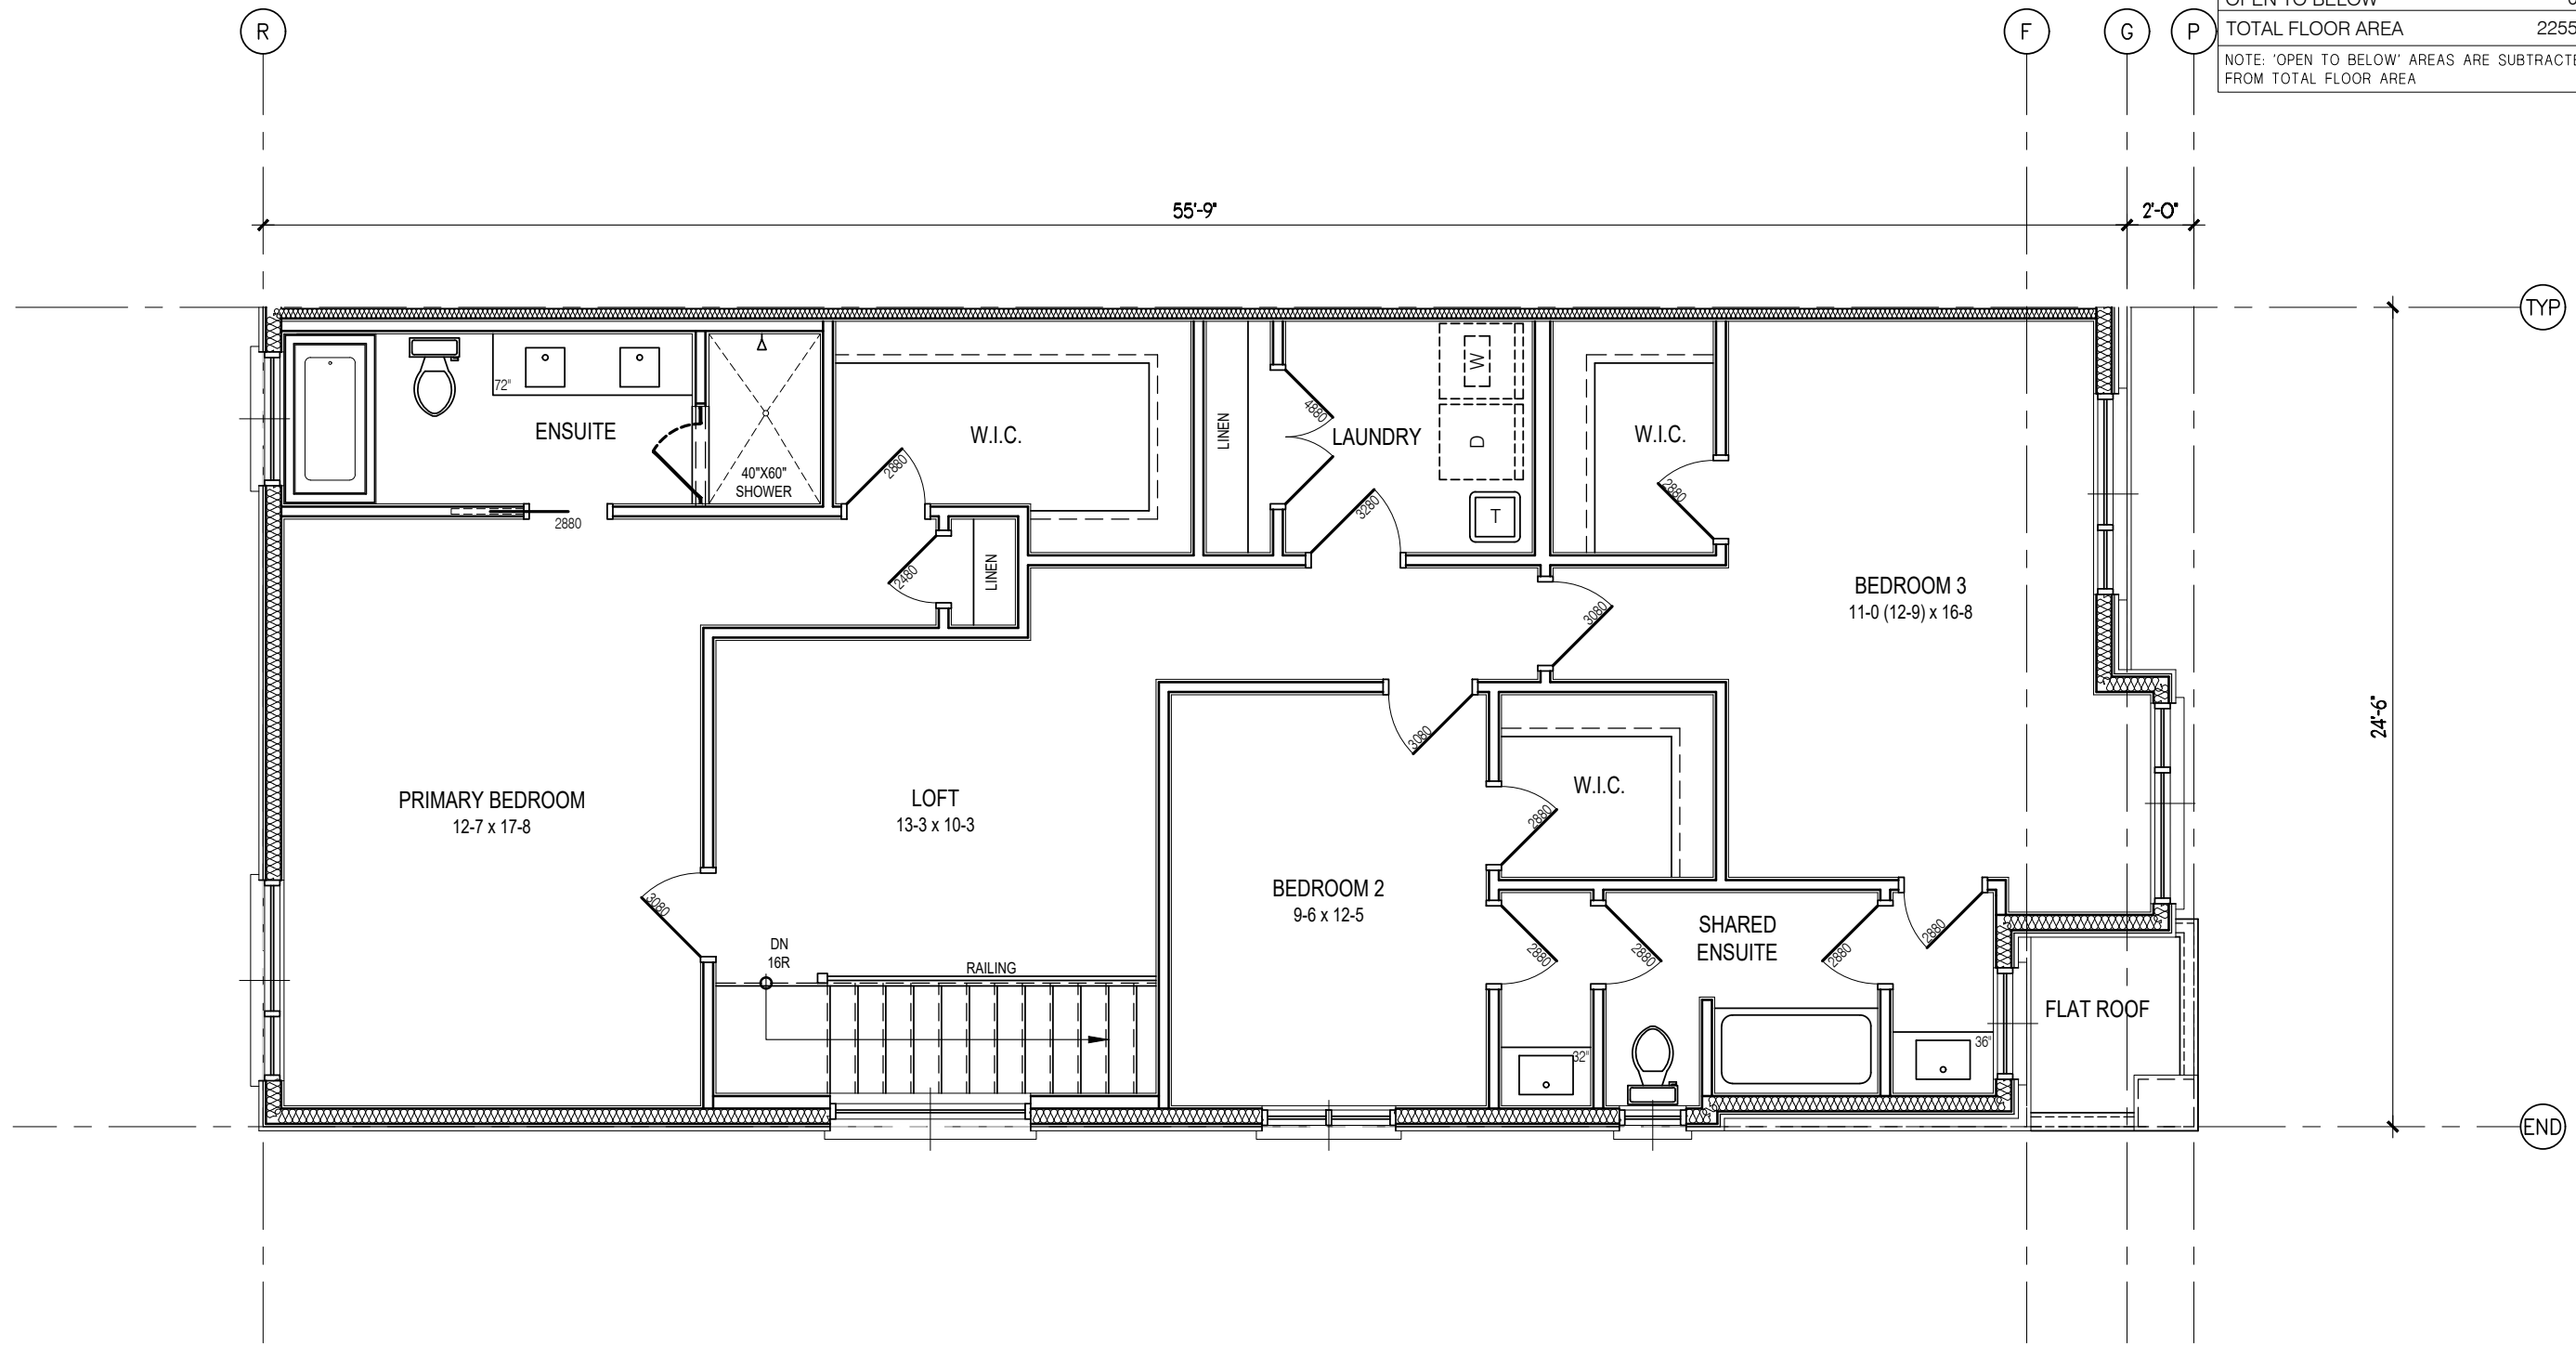 R
F
G
P
OPEN TO BELOW
TOTAL FLOOR AREA 2255
NOTE: 'OPEN TO BELOW' AREAS ARE SUBTRACTE
FROM TOTAL FLOOR AREA
55'-9"
2'-0"
TYP
72"
ENSUITE
40"X60"
SHOWER
2880
W.I.C.
2880
LINEN
4880
LAUNDRY
W
D
T
3280
W.I.C.
2880
2480
LINEN
3080
BEDROOM 3
11-0 (12-9) x 16-8
24'-6"
3080
PRIMARY BEDROOM
12-7 x 17-8
LOFT
13-3 x 10-3
W.I.C.
2880
3080
BEDROOM 2
9-6 x 12-5
SHARED
ENSUITE
2880
2880
2880
2880
DN
16R
RAILING
FLAT ROOF
32"
36"
END